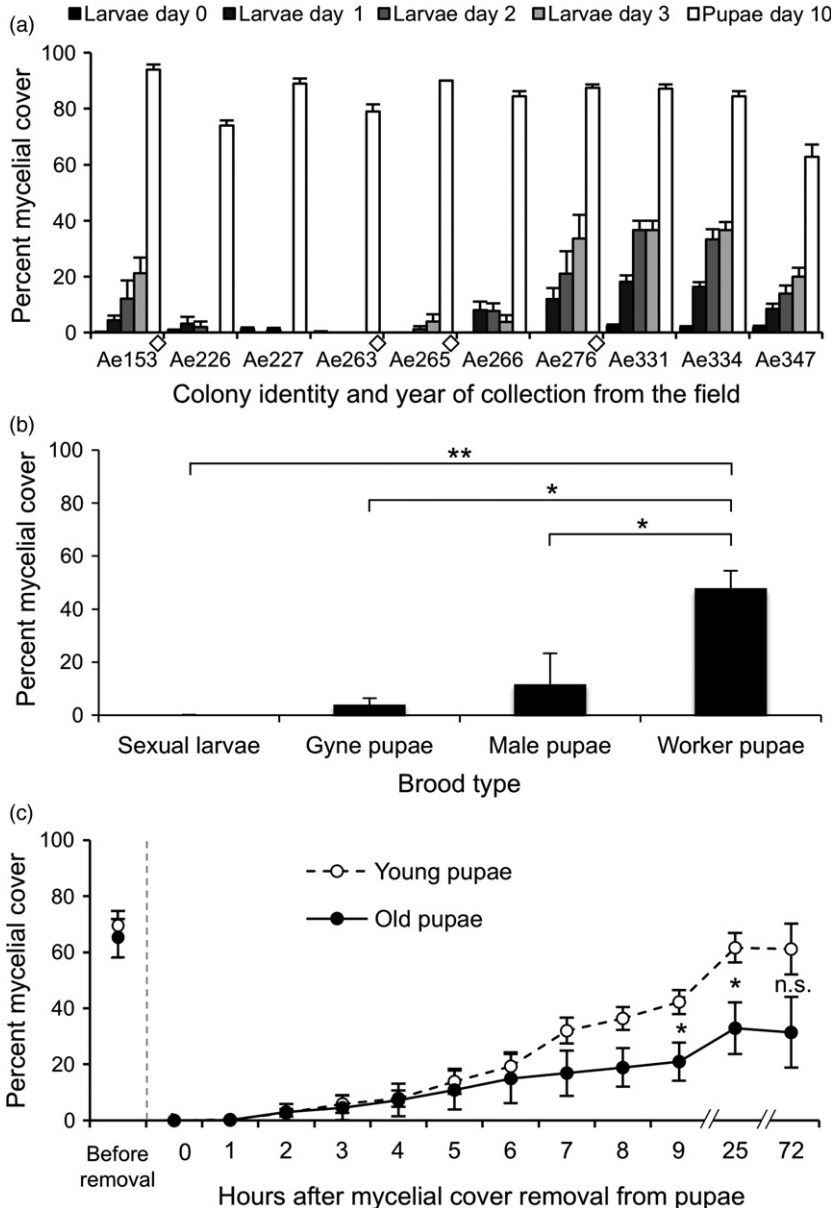 (a)
Larvae day 0 Larvae day 1 Larvae day 2 Larvae day 3 Pupae day 10
Percent mycelial cover
100
80
60
40
20
0
Ae153 Ae226 Ae227 Ae263 Ae265 Ae266 Ae276 Ae331 Ae334 Ae347
Colony identity and year of collection from the field
(b)
Percent mycelial cover
100
80
60
40
20
0
**
*
*
Sexual larvae Gyne pupae Male pupae Worker pupae
Brood type
(c)
Percent mycelial cover
100
80
60
40
20
0
Young pupae
Old pupae
* * n.s.
Before removal 0 1 2 3 4 5 6 7 8 9 25 72
Hours after mycelial cover removal from pupae